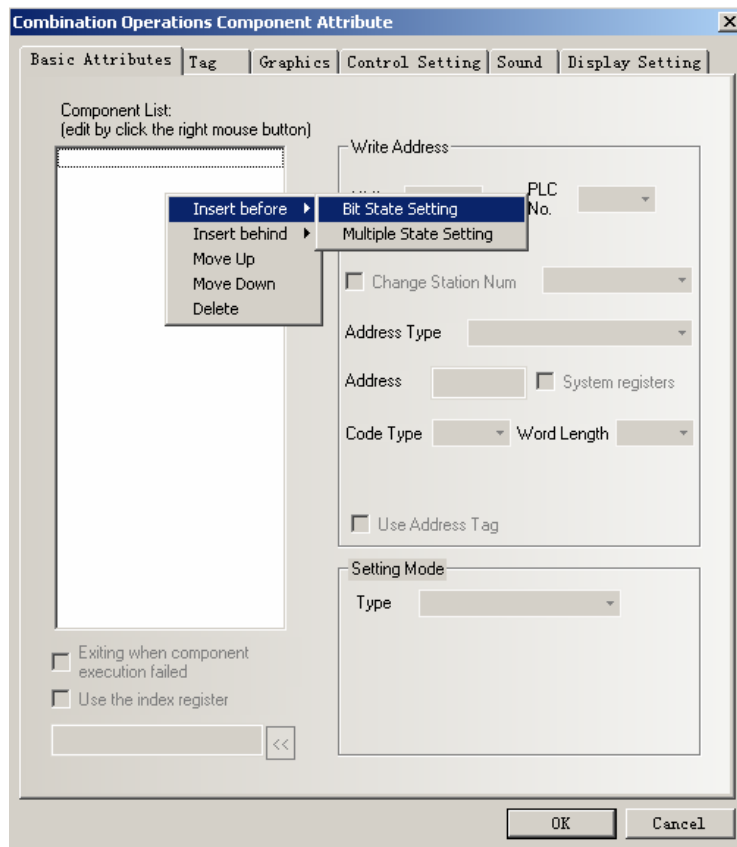 Combination Operations Component Attribute
Basic Attributes Tag Graphics Control Setting Sound Display Setting
Component List:
(edit by click the right mouse button)
Write Address
PLC
No.
Insert before
Bit State Setting
Insert behind
Multiple State Setting
Move Up
Move Down
Delete
Change Station Num
Address Type
Address
System registers
Code Type
Word Length
Use Address Tag
Setting Mode
Type
Exiting when component
execution failed
Use the index register
<<
OK
Cancel